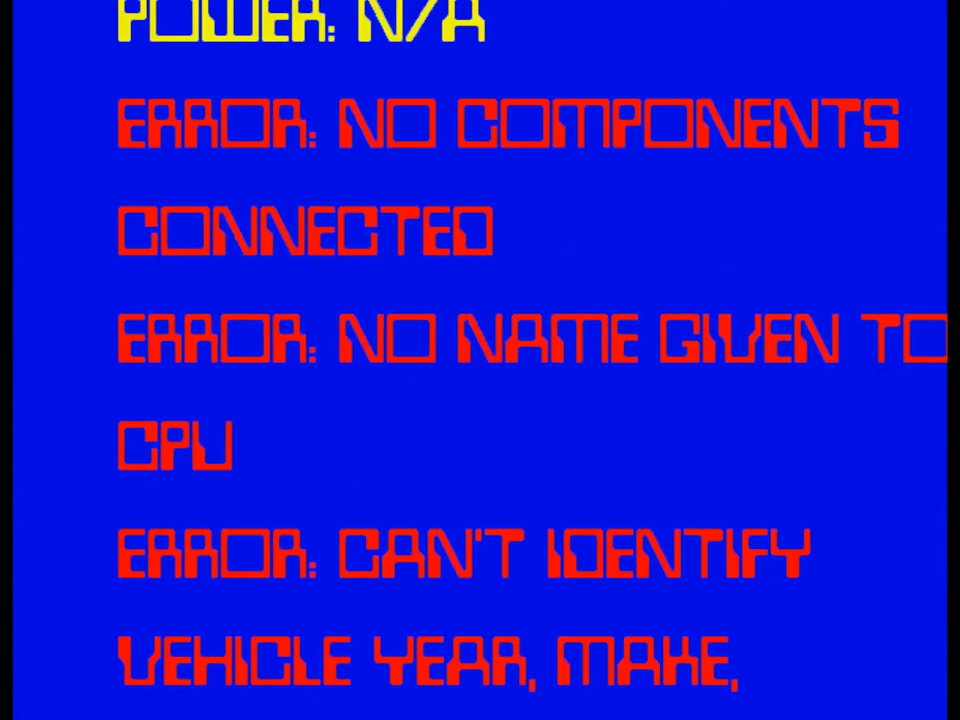 POWER: N/A
ERROR: NO COMPONENTS
CONNECTED
ERROR: NO NAME GIVEN TO
CPU
ERROR: CAN'T IDENTIFY
VEHICLE YEAR, MAKE,